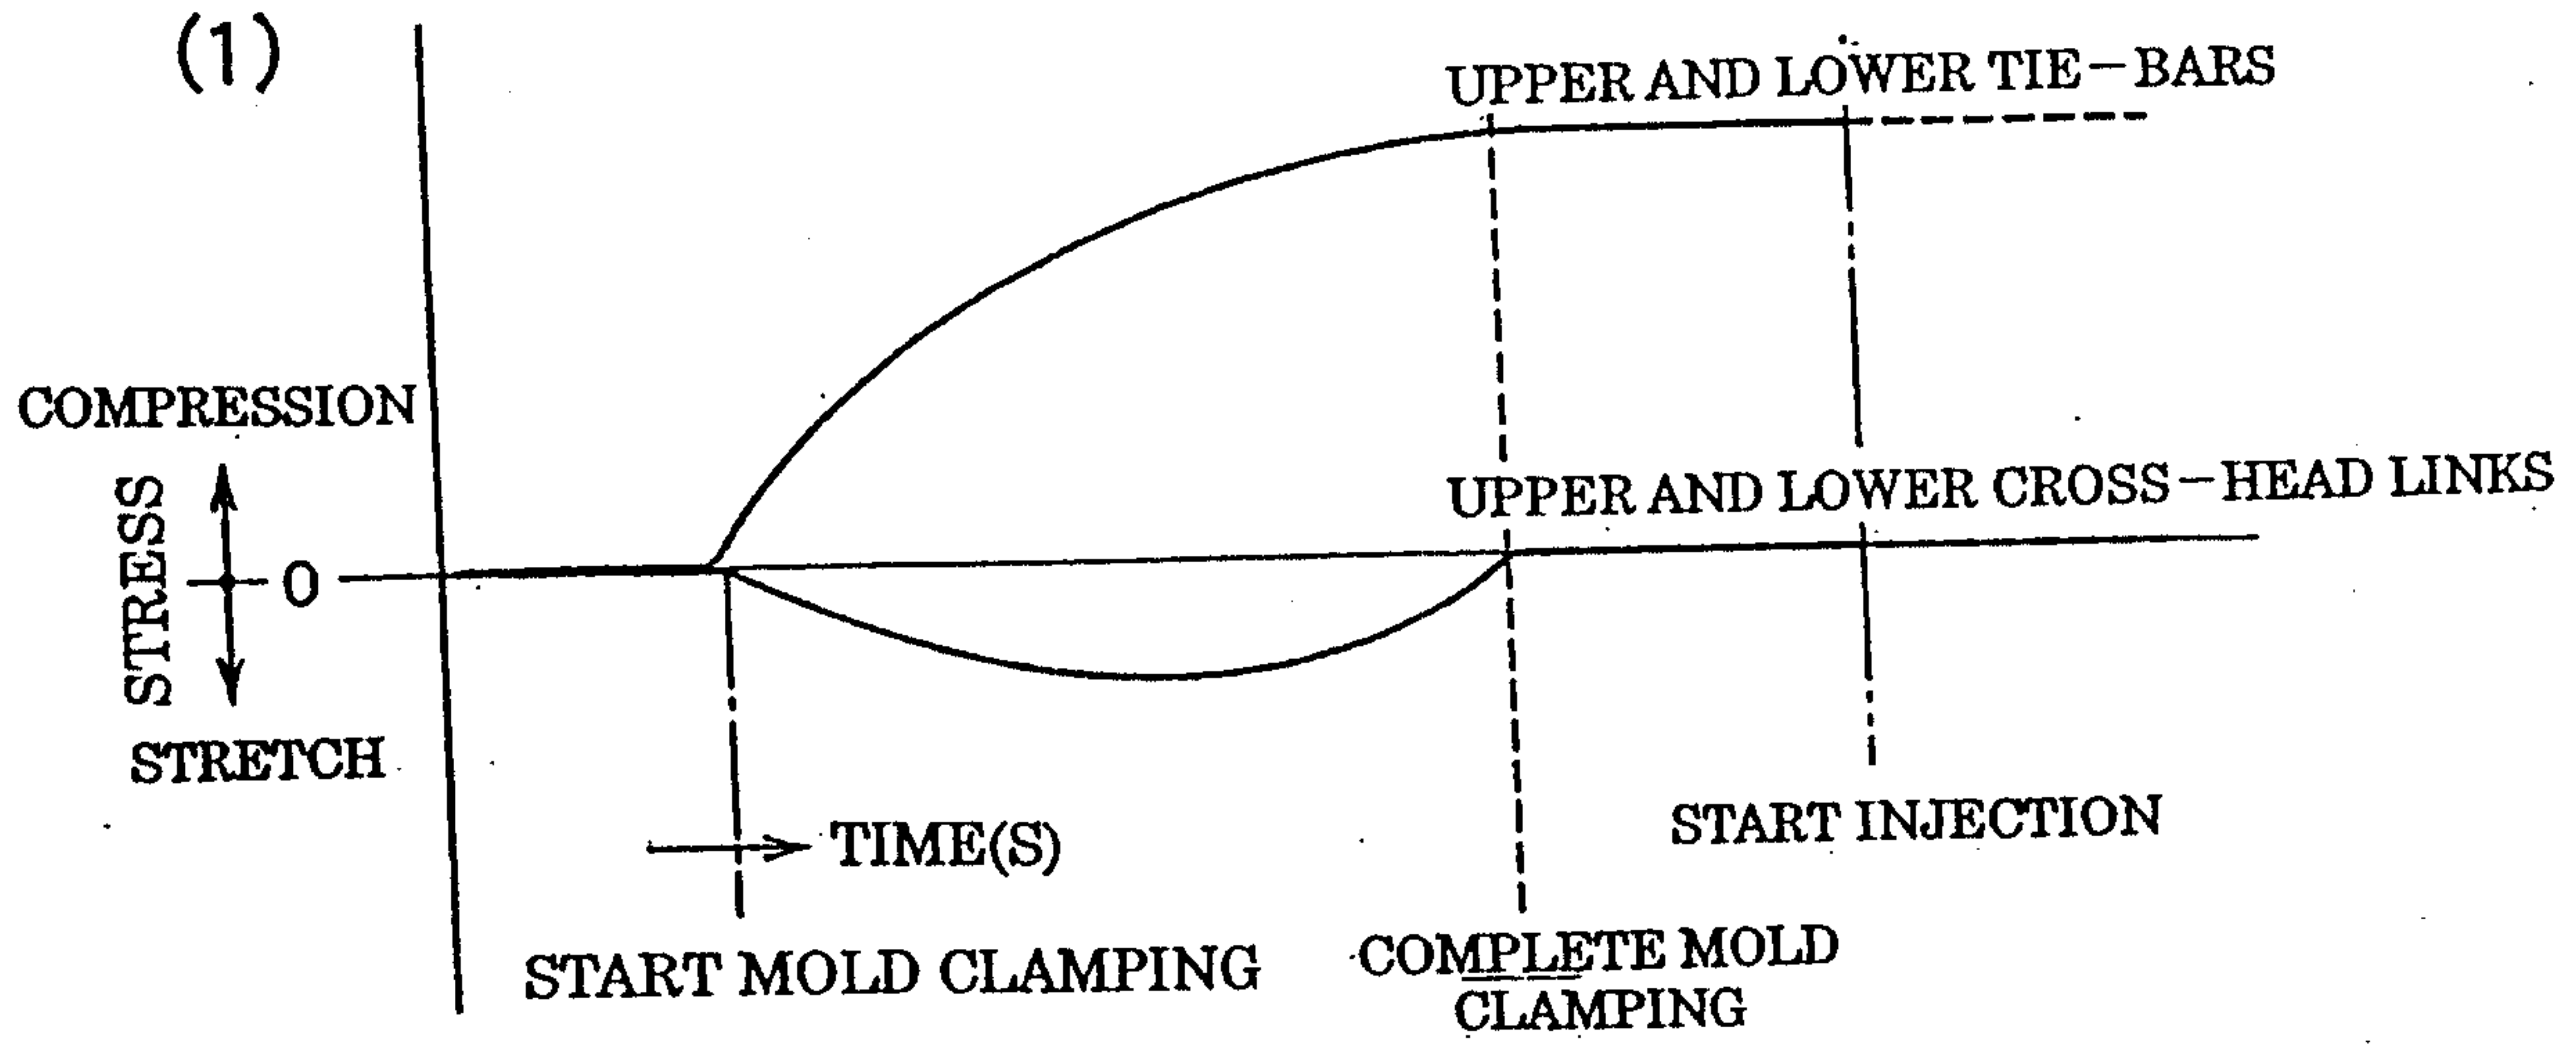 (1)
UPPER AND LOWER TIE-BARS
COMPRESSION
STRESS
0
UPPER AND LOWER CROSS-HEAD LINKS
STRETCH
TIME(S)
START INJECTION
START MOLD CLAMPING
COMPLETE MOLD
CLAMPING